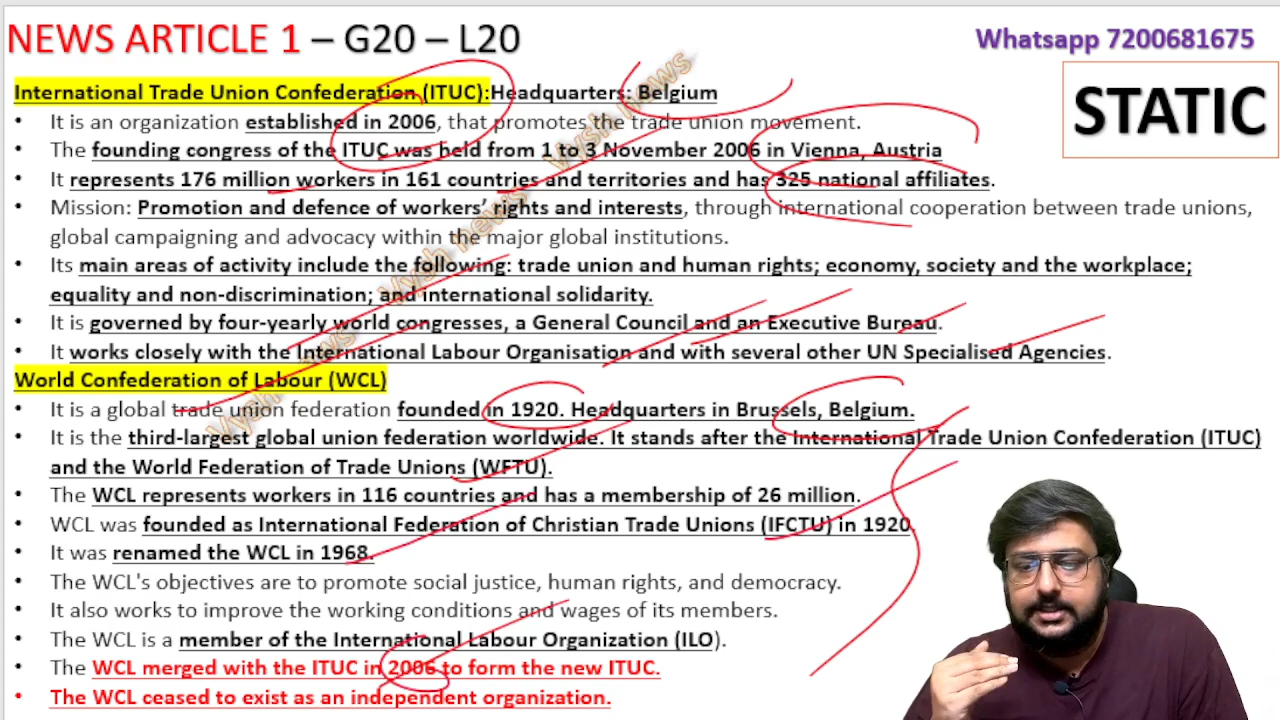 NEWS ARTICLE 1 – G20 – L20
Whatsapp 7200681675
STATIC
International Trade Union Confederation (ITUC):Headquarters: Belgium
• It is an organization established in 2006, that promotes the trade union movement.
• The founding congress of the ITUC was held from 1 to 3 November 2006 in Vienna, Austria
• It represents 176 million workers in 161 countries and territories and has 325 national affiliates.
• Mission: Promotion and defence of workers’ rights and interests, through international cooperation between trade unions,
global campaigning and advocacy within the major global institutions.
• Its main areas of activity include the following: trade union and human rights; economy, society and the workplace;
equality and non-discrimination; and international solidarity.
• It is governed by four-yearly world congresses, a General Council and an Executive Bureau.
• It works closely with the International Labour Organisation and with several other UN Specialised Agencies.
World Confederation of Labour (WCL)
• It is a global trade union federation founded in 1920. Headquarters in Brussels, Belgium.
• It is the third-largest global union federation worldwide. It stands after the International Trade Union Confederation (ITUC)
and the World Federation of Trade Unions (WFTU).
• The WCL represents workers in 116 countries and has a membership of 26 million.
• WCL was founded as International Federation of Christian Trade Unions (IFCTU) in 1920.
• It was renamed the WCL in 1968.
• The WCL's objectives are to promote social justice, human rights, and democracy.
• It also works to improve the working conditions and wages of its members.
• The WCL is a member of the International Labour Organization (ILO).
• The WCL merged with the ITUC in 2006 to form the new ITUC.
• The WCL ceased to exist as an independent organization.
Vysh news
Vysh news
Vysh news